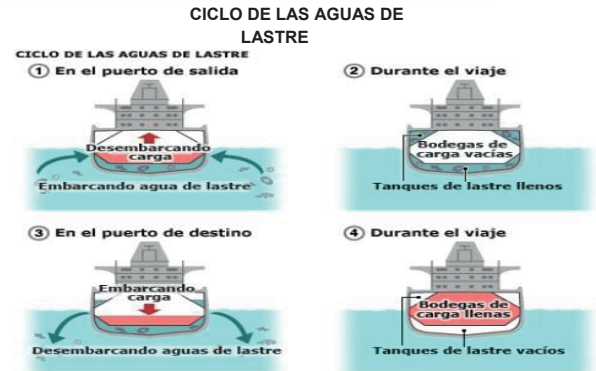 CICLO DE LAS AGUAS DE
LASTRE
CICLO DE LAS AGUAS DE LASTRE
1 En el puerto de salida
Desembarcando
carga
Embarcando agua de lastre
2 Durante el viaje
Bodegas de
carga vacías
Tanques de lastre llenos
3 En el puerto de destino
Embarcando
carga
Desembarcando aguas de lastre
4 Durante el viaje
Bodegas de
carga llenas
Tanques de lastre vacíos